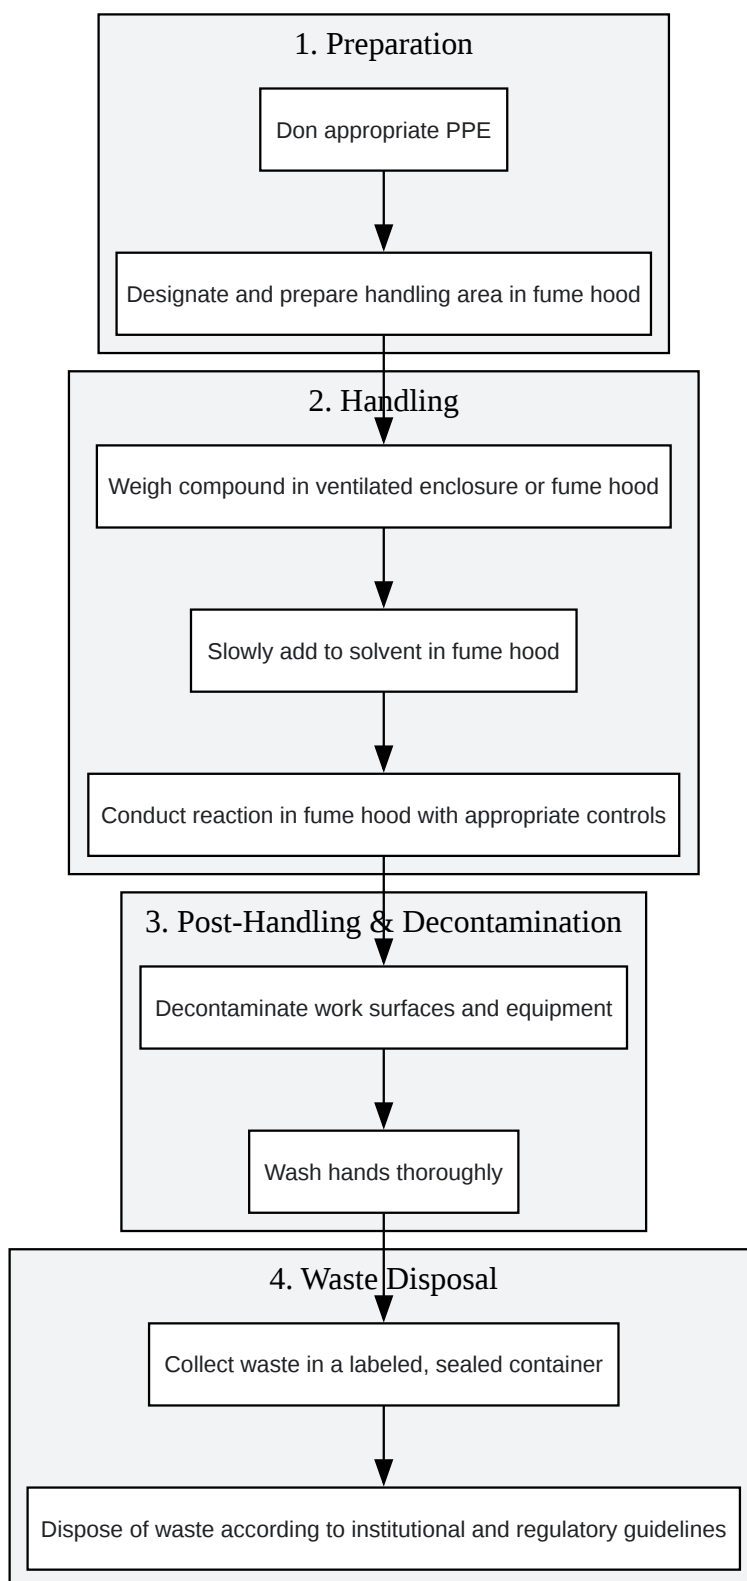 1. Preparation
Don appropriate PPE
Designate and prepare handling area in fume hood
2. Handling
Weigh compound in ventilated enclosure or fume hood
Slowly add to solvent in fume hood
Conduct reaction in fume hood with appropriate controls
3. Post-Handling & Decontamination
Decontaminate work surfaces and equipment
Wash hands thoroughly
4. Waste Disposal
Collect waste in a labeled, sealed container
Dispose of waste according to institutional and regulatory guidelines